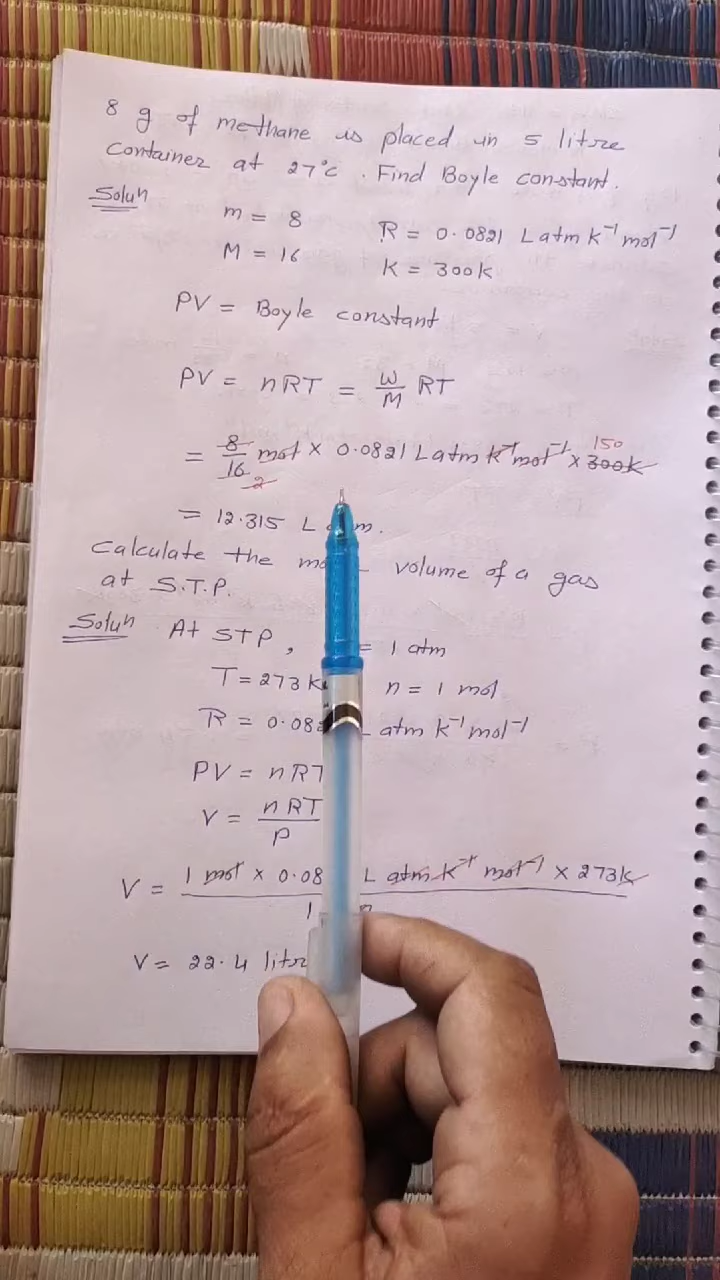 8 g of methane is placed in 5 litre
container at 27°C . Find Boyle constant.
Solun
m = 8
R = 0.0821 L atm k⁻¹ mol⁻¹
M = 16
K = 300k
PV = Boyle constant
PV = nRT = W/M RT
= 8/16 mol × 0.0821 L atm k⁻¹ mol⁻¹ × 300k
150
2
= 12.315 L m.
Calculate the volume of a gas
at S.T.P.
Solun At STP, = 1 atm
T = 273 k n = 1 mol
R = 0.08 L atm k⁻¹ mol⁻¹
PV = nRT
V = nRT/P
V = 1 mol × 0.08 L atm k⁻¹ mol⁻¹ × 273k
1
V = 22.4